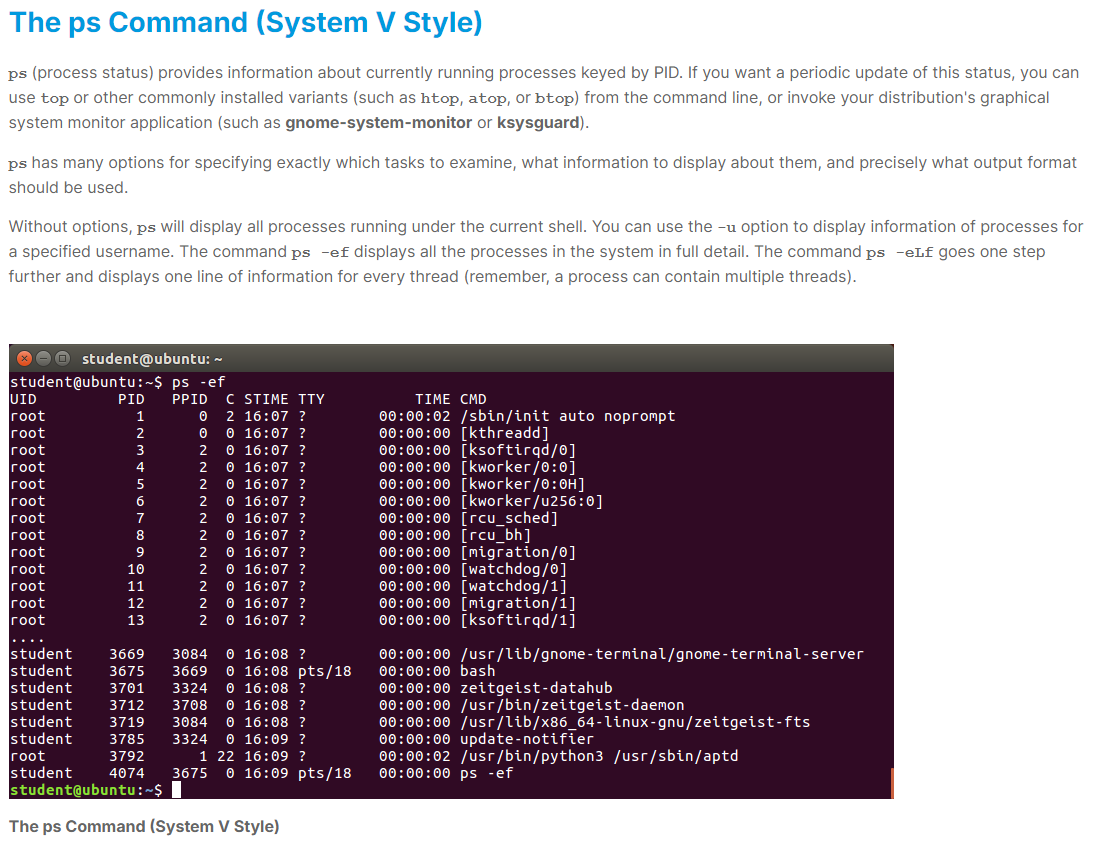 The ps Command (System V Style)
ps (process status) provides information about currently running processes keyed by PID. If you want a periodic update of this status, you can
use top or other commonly installed variants (such as htop, atop, or btop) from the command line, or invoke your distribution's graphical
system monitor application (such as gnome-system-monitor or ksysguard).
ps has many options for specifying exactly which tasks to examine, what information to display about them, and precisely what output format
should be used.
Without options, ps will display all processes running under the current shell. You can use the -u option to display information of processes for
a specified username. The command ps -ef displays all the processes in the system in full detail. The command ps -eLf goes one step
further and displays one line of information for every thread (remember, a process can contain multiple threads).
student@ubuntu: ~
student@ubuntu:~$ ps -ef
UID        PID   PPID  C STIME TTY          TIME CMD
root         1      0  2 16:07 ?        00:00:02 /sbin/init auto noprompt
root         2      0  0 16:07 ?        00:00:00 [kthreadd]
root         3      2  0 16:07 ?        00:00:00 [ksoftirqd/0]
root         4      2  0 16:07 ?        00:00:00 [kworker/0:0]
root         5      2  0 16:07 ?        00:00:00 [kworker/0:0H]
root         6      2  0 16:07 ?        00:00:00 [kworker/u256:0]
root         7      2  0 16:07 ?        00:00:00 [rcu_sched]
root         8      2  0 16:07 ?        00:00:00 [rcu_bh]
root         9      2  0 16:07 ?        00:00:00 [migration/0]
root        10      2  0 16:07 ?        00:00:00 [watchdog/0]
root        11      2  0 16:07 ?        00:00:00 [watchdog/1]
root        12      2  0 16:07 ?        00:00:00 [migration/1]
root        13      2  0 16:07 ?        00:00:00 [ksoftirqd/1]
....
student   3669   3084  0 16:08 ?        00:00:00 /usr/lib/gnome-terminal/gnome-terminal-server
student   3675   3669  0 16:08 pts/18   00:00:00 bash
student   3701   3324  0 16:08 ?        00:00:00 zeitgeist-datahub
student   3712   3708  0 16:08 ?        00:00:00 /usr/bin/zeitgeist-daemon
student   3719   3084  0 16:08 ?        00:00:00 /usr/lib/x86_64-linux-gnu/zeitgeist-fts
student   3785   3324  0 16:09 ?        00:00:00 update-notifier
root      3792      1 22 16:09 ?        00:00:02 /usr/bin/python3 /usr/sbin/aptd
student   4074   3675  0 16:09 pts/18   00:00:00 ps -ef
student@ubuntu:~$
The ps Command (System V Style)